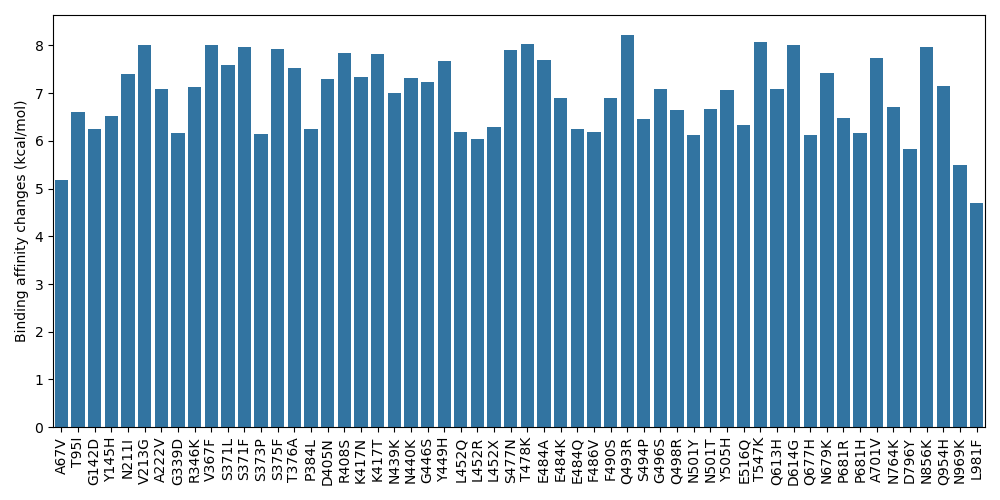 Binding affinity changes (kcal/mol)
8
7
6
5
4
3
2
1
0
A67V
T95I
G142D
Y145H
N211I
V213G
A222V
G339D
R346K
V367F
S371L
S371F
S373P
S375F
T376A
P384L
D405N
R408S
K417N
K417T
N439K
N440K
G446S
Y449H
L452Q
L452R
L452X
S477N
T478K
E484A
E484K
E484Q
F486V
F490S
Q493R
S494P
G496S
Q498R
N501Y
N501T
Y505H
E516Q
T547K
Q613H
D614G
Q677H
N679K
P681R
P681H
A701V
N764K
D796Y
N856K
Q954H
N969K
L981F